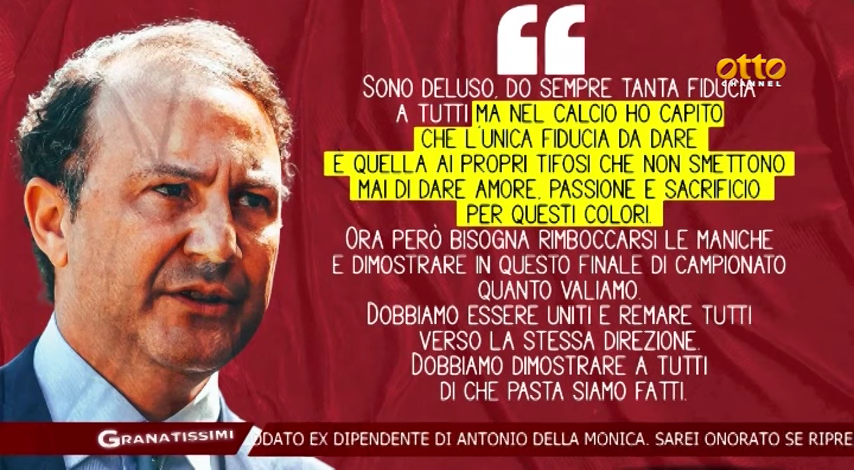 otto
CHANNEL
SONO DELUSO, DO SEMPRE TANTA FIDUCIA
A TUTTI MA NEL CALCIO HO CAPITO
CHE L'UNICA FIDUCIA DA DARE
È QUELLA AI PROPRI TIFOSI CHE NON SMETTONO
MAI DI DARE AMORE, PASSIONE E SACRIFICIO
PER QUESTI COLORI.
ORA PERÒ BISOGNA RIMBOCCARSI LE MANICHE
E DIMOSTRARE IN QUESTO FINALE DI CAMPIONATO
QUANTO VALIAMO.
DOBBIAMO ESSERE UNITI E REMARE TUTTI
VERSO LA STESSA DIREZIONE.
DOBBIAMO DIMOSTRARE A TUTTI
DI CHE PASTA SIAMO FATTI.
GRANATISSIMI ODATO EX DIPENDENTE DI ANTONIO DELLA MONICA. SAREI ONORATO SE RIPRE